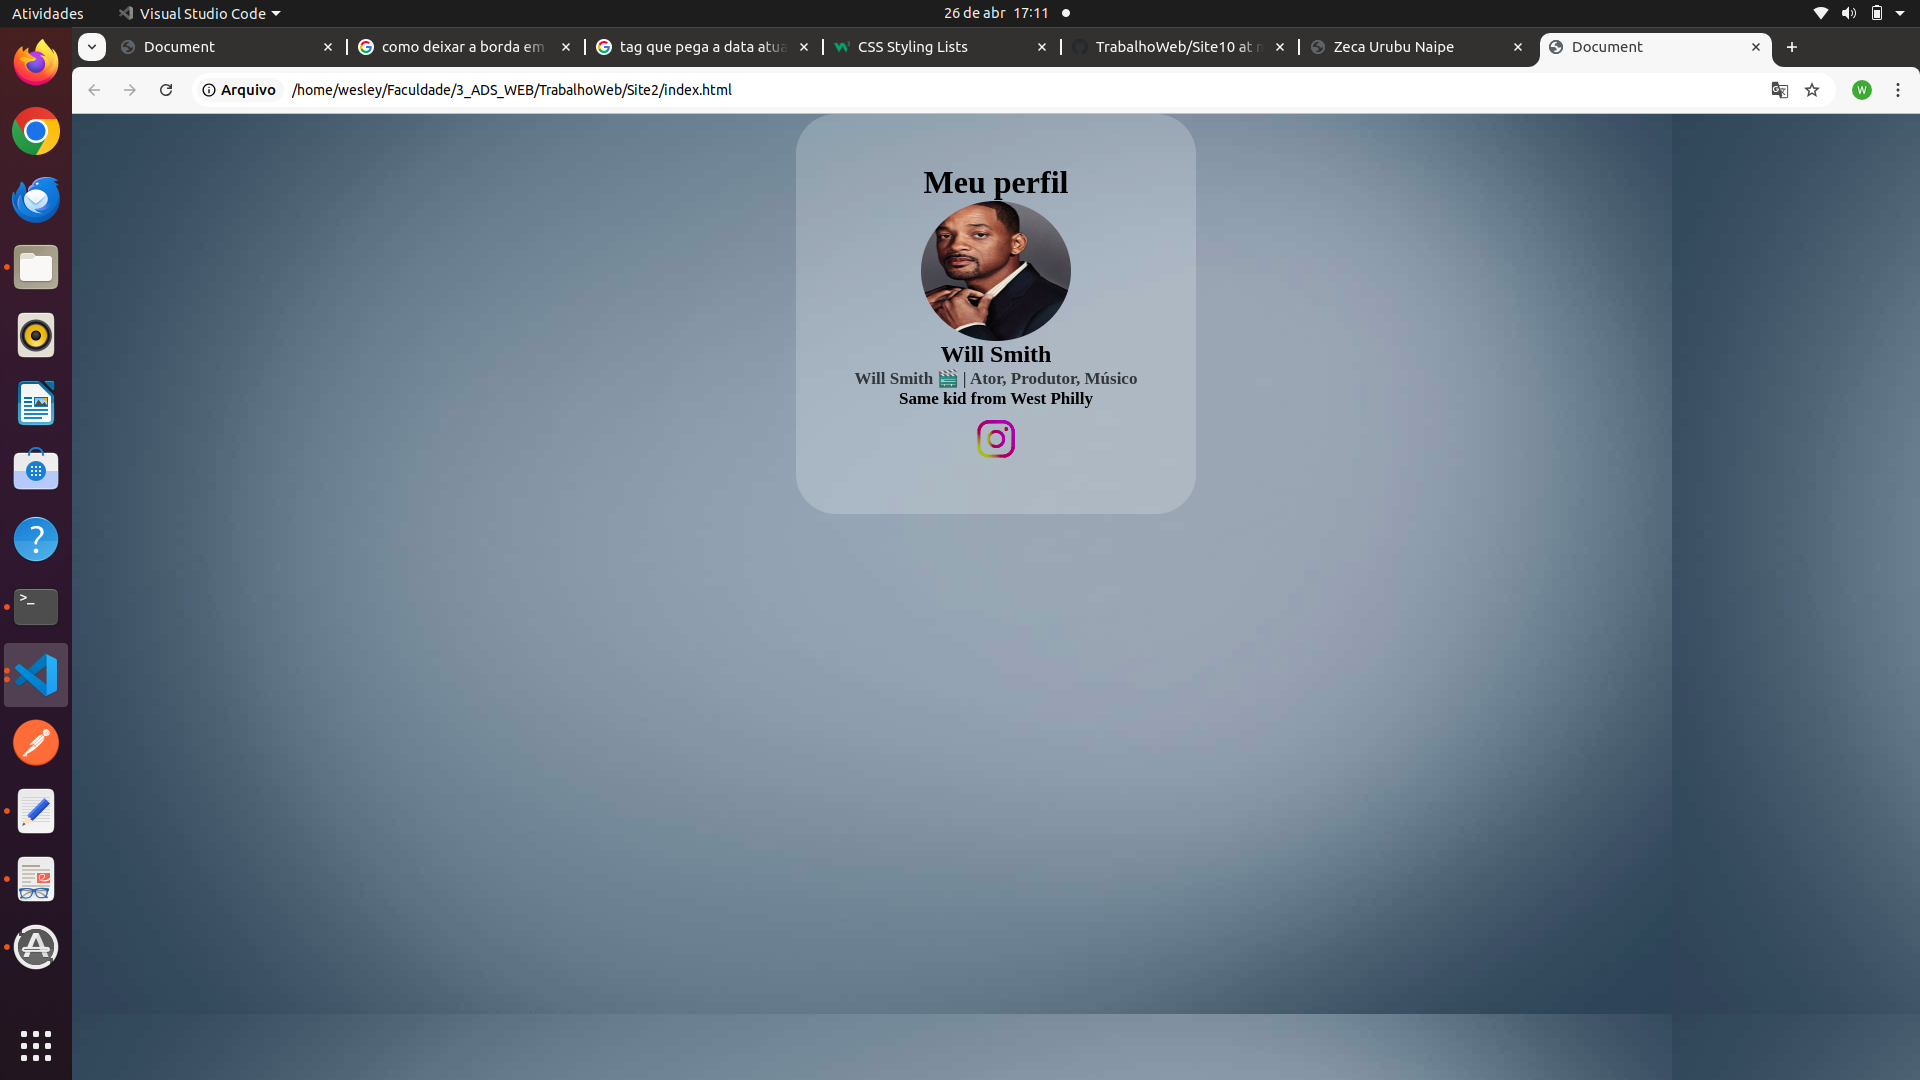 Atividades
Visual Studio Code
26 de abr 17:11
Document
como deixar a borda em
tag que pega a data atua
CSS Styling Lists
TrabalhoWeb/Site10 at
Zeca Urubu Naipe
Document
Arquivo
/home/wesley/Faculdade/3_ADS_WEB/TrabalhoWeb/Site2/index.html
W
Meu perfil
Will Smith
Will Smith 🎬 | Ator, Produtor, Músico
Same kid from West Philly